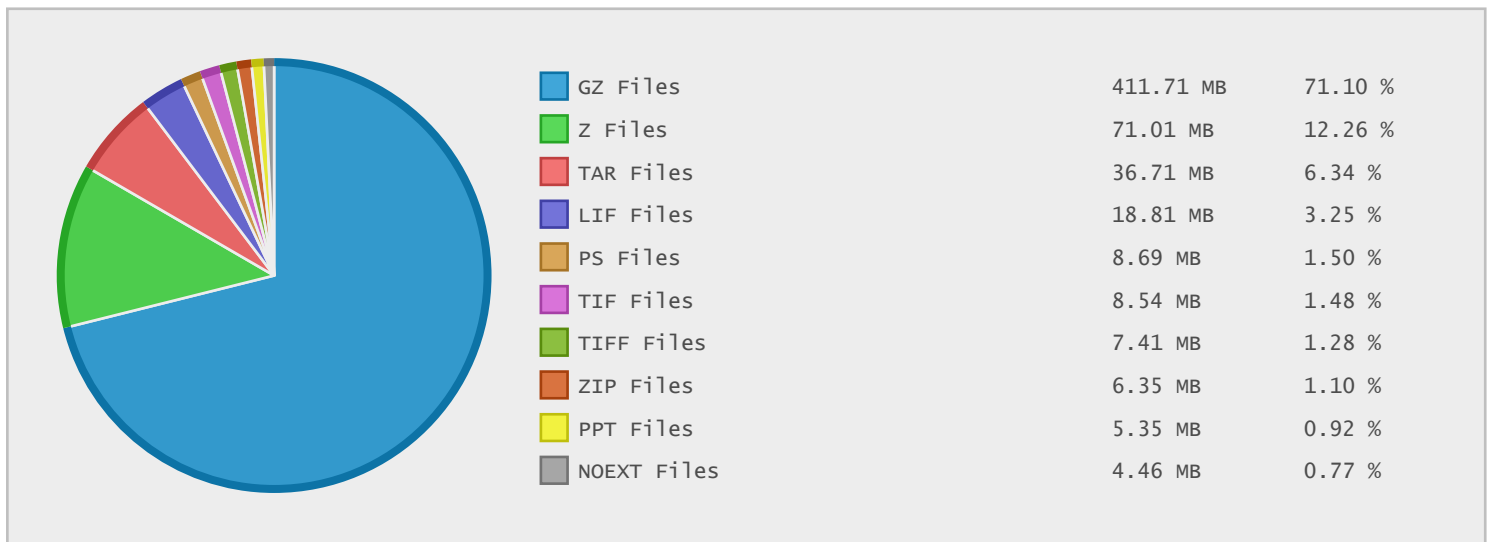 GZ Files 411.71 MB 71.10 %
Z Files 71.01 MB 12.26 %
TAR Files 36.71 MB 6.34 %
LIF Files 18.81 MB 3.25 %
PS Files 8.69 MB 1.50 %
TIF Files 8.54 MB 1.48 %
TIFF Files 7.41 MB 1.28 %
ZIP Files 6.35 MB 1.10 %
PPT Files 5.35 MB 0.92 %
NOEXT Files 4.46 MB 0.77 %